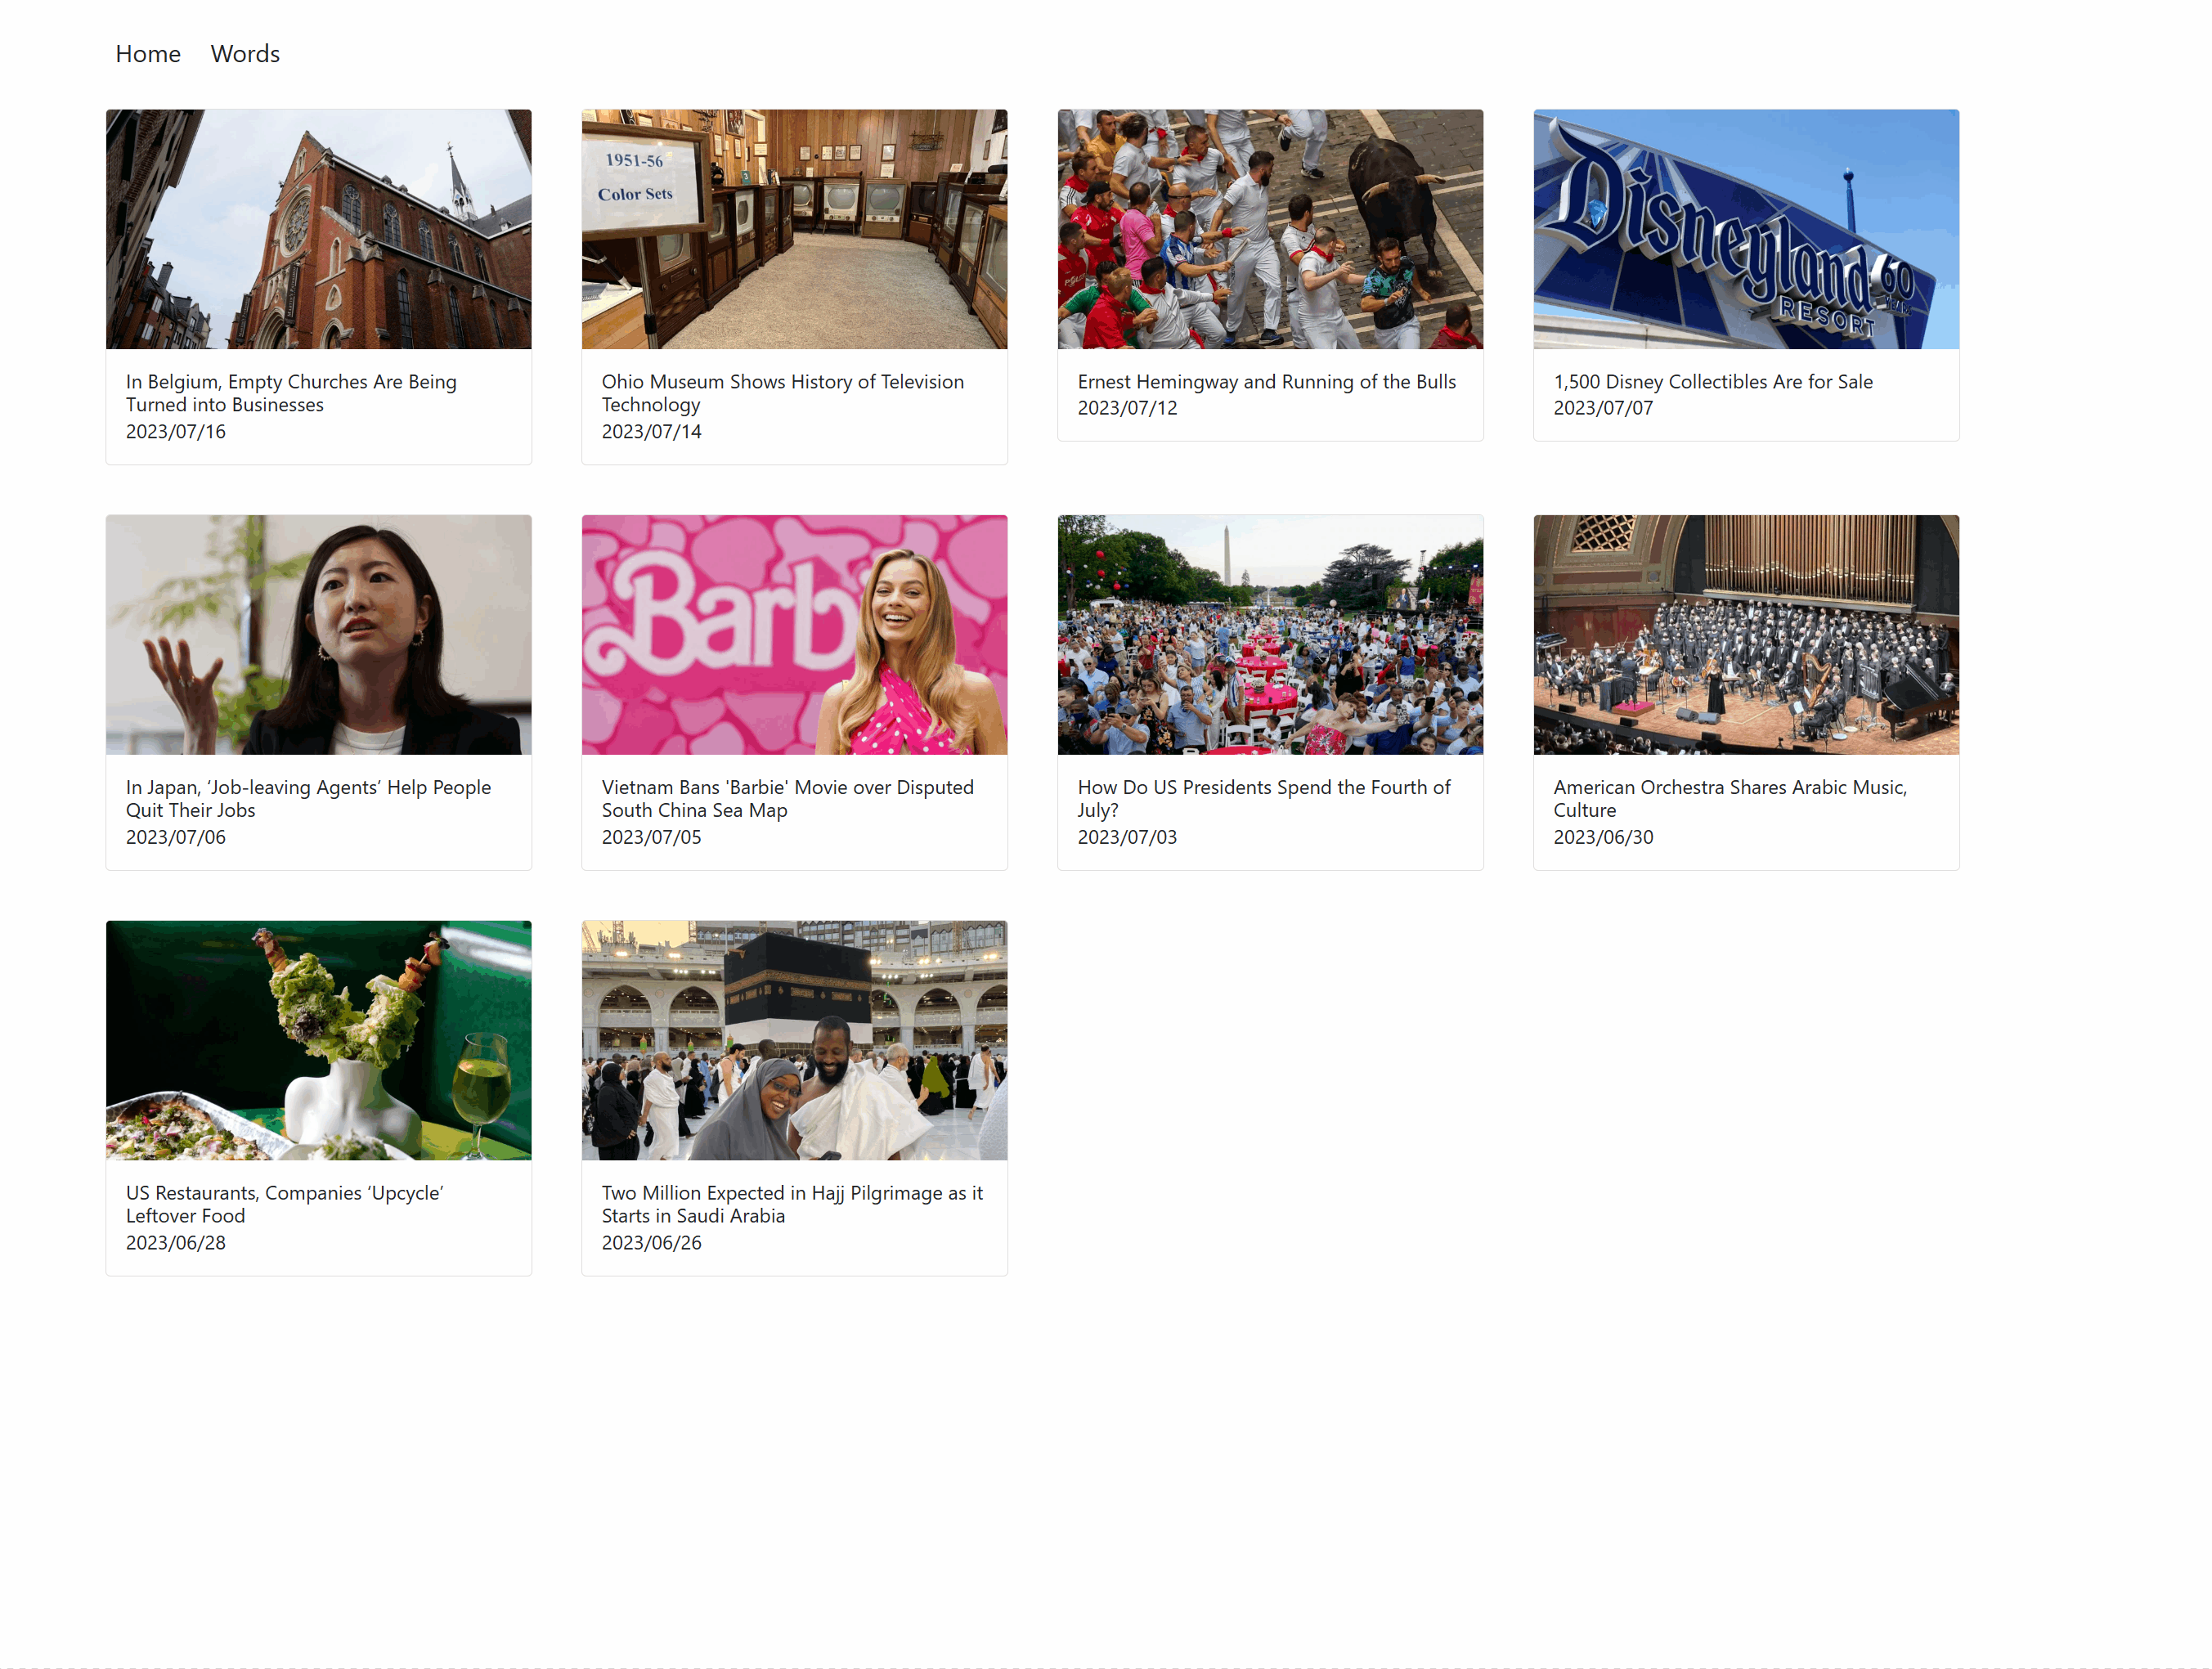 Home Words
1951-56
Color Sets
Disneyland 60
RESORT
In Belgium, Empty Churches Are Being
Turned into Businesses
2023/07/16
Ohio Museum Shows History of Television
Technology
2023/07/14
Ernest Hemingway and Running of the Bulls
2023/07/12
1,500 Disney Collectibles Are for Sale
2023/07/07
Barb
In Japan, ‘Job-leaving Agents’ Help People
Quit Their Jobs
2023/07/06
Vietnam Bans 'Barbie' Movie over Disputed
South China Sea Map
2023/07/05
How Do US Presidents Spend the Fourth of
July?
2023/07/03
American Orchestra Shares Arabic Music,
Culture
2023/06/30
US Restaurants, Companies ‘Upcycle’
Leftover Food
2023/06/28
Two Million Expected in Hajj Pilgrimage as it
Starts in Saudi Arabia
2023/06/26